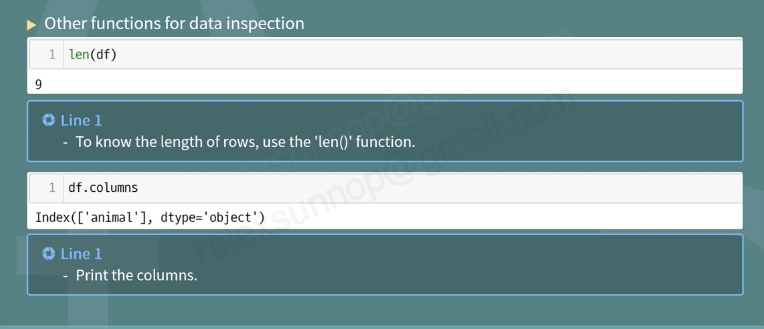 Other functions for data inspection
1 len(df)
9
Line 1
- To know the length of rows, use the 'len()' function.
1 df.columns
Index(['animal'], dtype='object')
Line 1
- Print the columns.